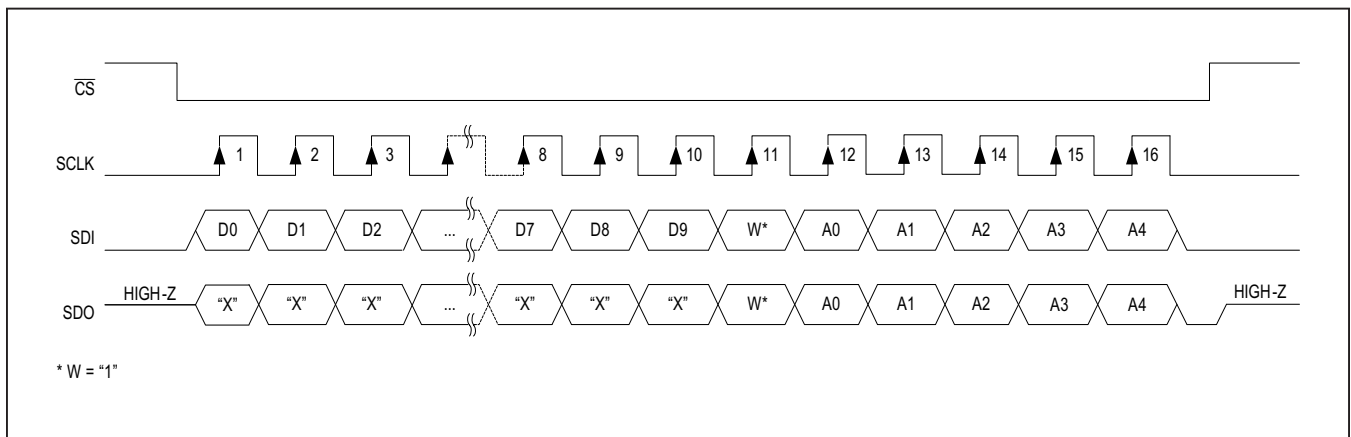 CS
SCLK 1 2 3 8 9 10 11 12 13 14 15 16
SDI D0 D1 D2 ... D7 D8 D9 W* A0 A1 A2 A3 A4
SDO HIGH-Z “X” “X” “X” ... “X” “X” “X” W* A0 A1 A2 A3 A4 HIGH-Z
* W = “1”